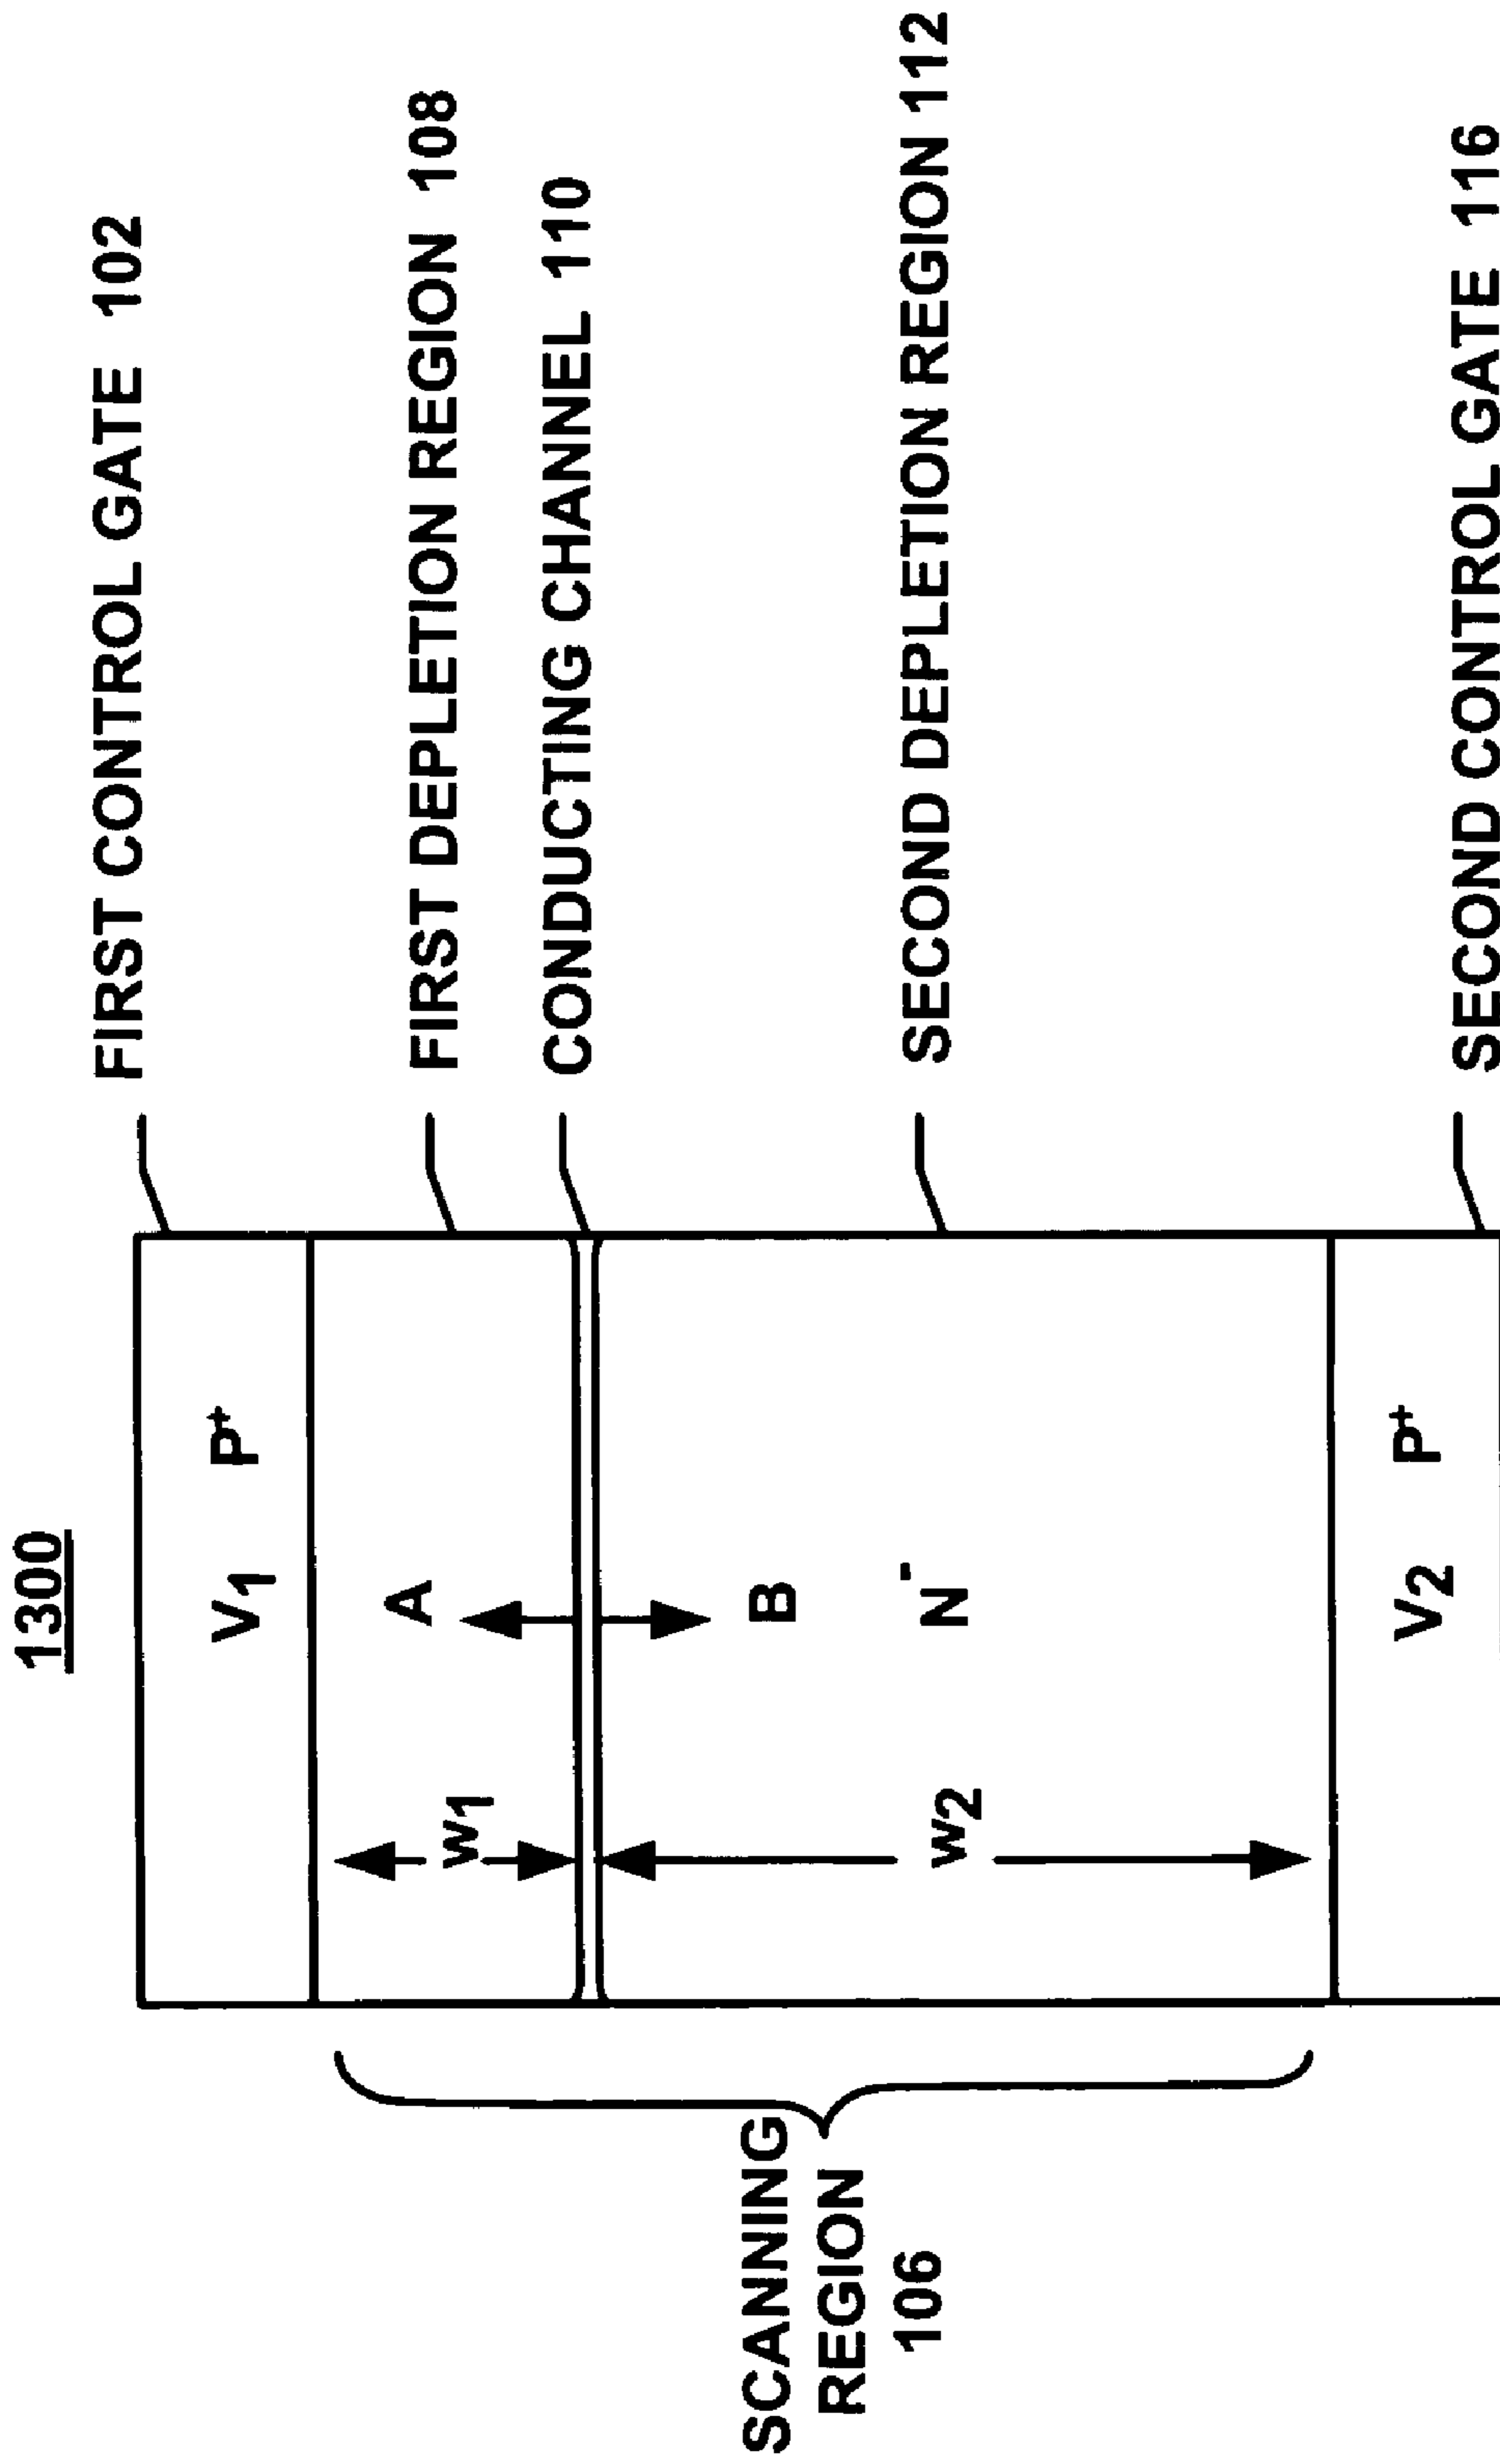 1300
FIRST CONTROL GATE 102
V1 P+
FIRST DEPLETION REGION 108
A
W1
CONDUCTING CHANNEL 110
SCANNING
REGION
106
B
W2
N-
SECOND DEPLETION REGION 112
V2 P+
SECOND CONTROL GATE 116